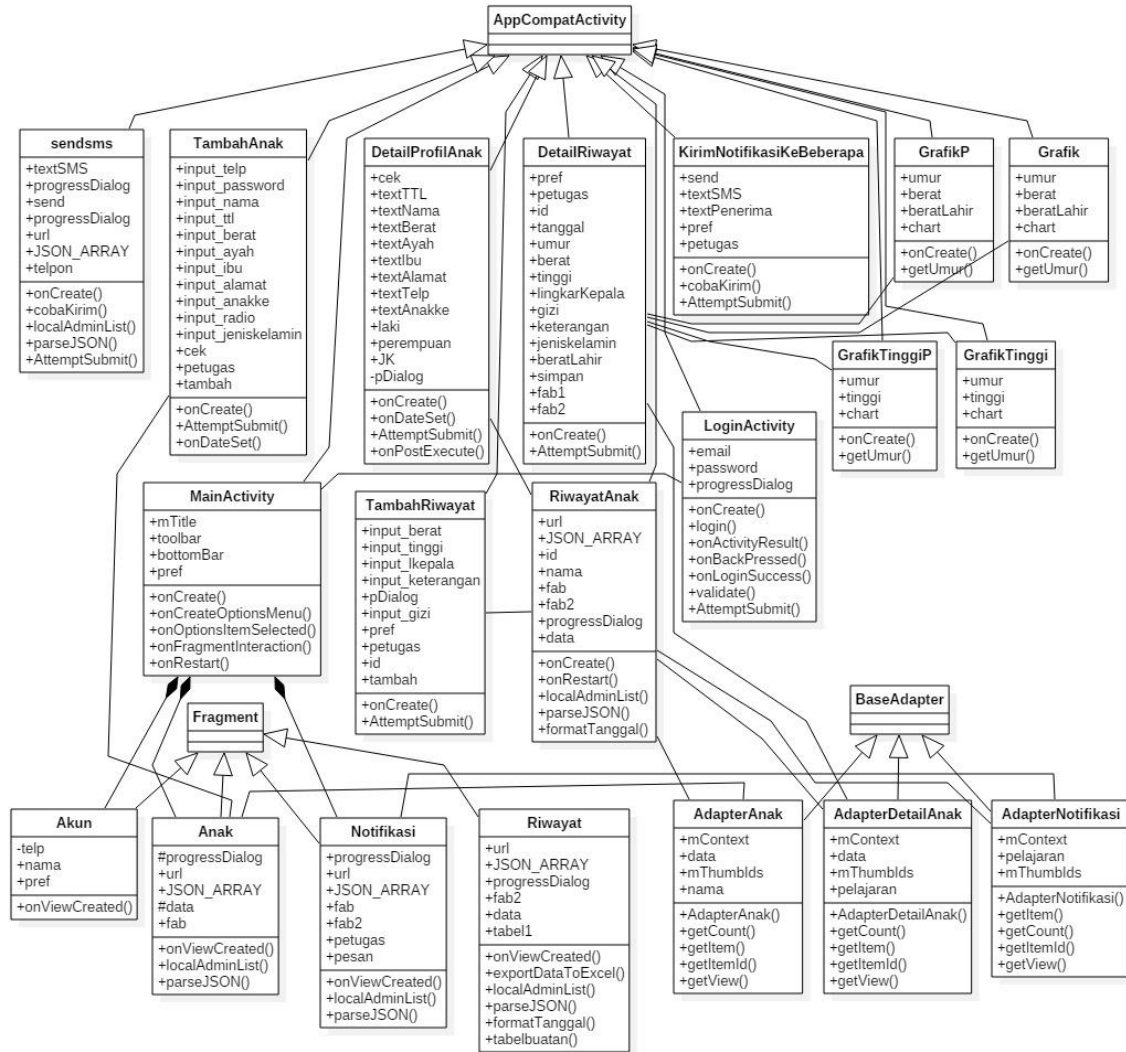 AppCompatActivity
sendsms
+textSMS
+progressDialog
+send
+progressDialog
+url
+JSON_ARRAY
+telpon
+onCreate()
+cobaKirim()
+localAdminList()
+parseJSON()
+AttemptSubmit()
TambahAnak
+input_telp
+input_password
+input_nama
+input_ttl
+input_berat
+input_ayah
+input_ibu
+input_alamat
+input_anakke
+input_radio
+input_jeniskelamin
+cek
+petugas
+tambah
+onCreate()
+AttemptSubmit()
+onDateSet()
DetailProfilAnak
+cek
+textTTL
+textNama
+textBerat
+textAyah
+textIbu
+textAlamat
+textTelp
+textAnakke
+laki
+perempuan
+JK
-pDialog
+onCreate()
+onDateSet()
+AttemptSubmit()
+onPostExecute()
DetailRiwayat
+pref
+petugas
+id
+tanggal
+umur
+berat
+tinggi
+lingkarKepala
+gizi
+keterangan
+jeniskelamin
+beratLahir
+simpan
+fab1
+fab2
+onCreate()
+AttemptSubmit()
KirimNotifikasiKeBeberapa
+send
+textSMS
+textPenerima
+pref
+petugas
+onCreate()
+cobaKirim()
+AttemptSubmit()
GrafikP
+umur
+berat
+beratLahir
+chart
+onCreate()
+getUmur()
Grafik
+umur
+berat
+beratLahir
+chart
+onCreate()
+getUmur()
GrafikTinggiP
+umur
+tinggi
+chart
+onCreate()
+getUmur()
GrafikTinggi
+umur
+tinggi
+chart
+onCreate()
+getUmur()
LoginActivity
+email
+password
+progressDialog
+onCreate()
+login()
+onActivityResult()
+onBackPressed()
+onLoginSuccess()
+validate()
+AttemptSubmit()
MainActivity
+mTitle
+toolbar
+bottomBar
+pref
+onCreate()
+onCreateOptionsMenu()
+onOptionsItemSelected()
+onFragmentInteraction()
+onRestart()
TambahRiwayat
+input_berat
+input_tinggi
+input_lkepala
+input_keterangan
+pDialog
+input_gizi
+pref
+petugas
+id
+tambah
+onCreate()
+AttemptSubmit()
RiwayatAnak
+url
+JSON_ARRAY
+id
+nama
+fab
+fab2
+progressDialog
+data
+onCreate()
+onRestart()
+localAdminList()
+parseJSON()
+formatTanggal()
Fragment
BaseAdapter
Akun
-telp
+nama
+pref
+onViewCreated()
Anak
#progressDialog
+url
+JSON_ARRAY
#data
+fab
+onViewCreated()
+localAdminList()
+parseJSON()
Notifikasi
+progressDialog
+url
+JSON_ARRAY
+fab
+fab2
+petugas
+pesan
+onViewCreated()
+localAdminList()
+parseJSON()
Riwayat
+url
+JSON_ARRAY
+progressDialog
+fab2
+data
+tabel1
+onViewCreated()
+exportDataToExcel()
+localAdminList()
+parseJSON()
+formatTanggal()
+tabelbuatan()
AdapterAnak
+mContext
+data
+mThumbIds
+nama
+AdapterAnak()
+getCount()
+getItem()
+getItemId()
+getView()
AdapterDetailAnak
+mContext
+data
+mThumbIds
+pelajaran
+AdapterDetailAnak()
+getCount()
+getItem()
+getItemId()
+getView()
AdapterNotifikasi
+mContext
+pelajaran
+mThumbIds
+AdapterNotifikasi()
+getItem()
+getCount()
+getItemId()
+getView()